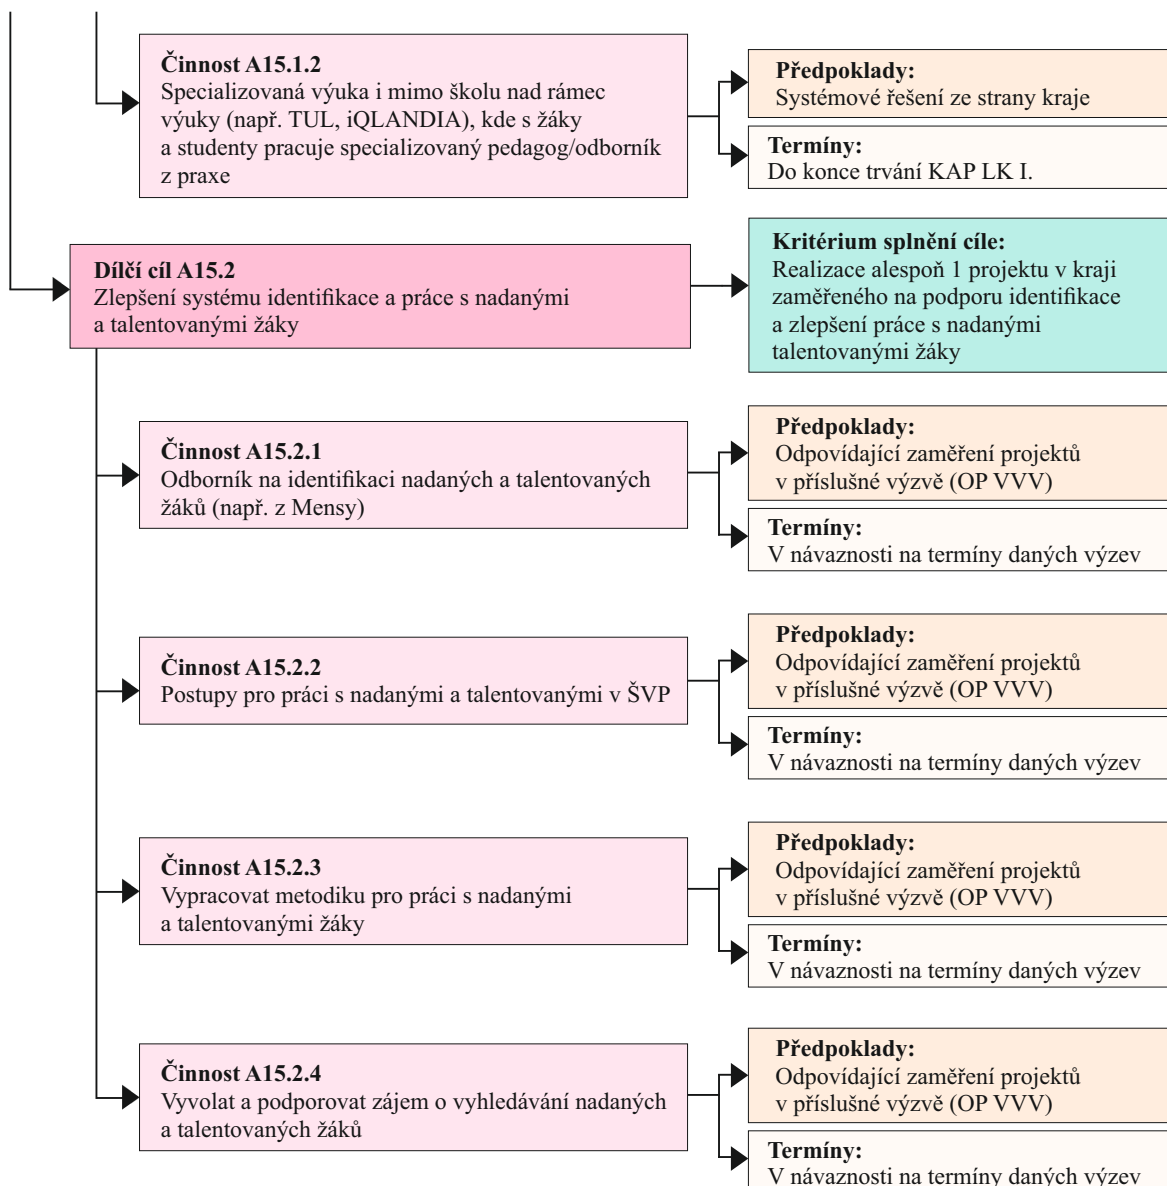 Činnost A15.1.2
Specializovaná výuka i mimo školu nad rámec
výuky (např. TUL, iQLANDIA), kde s žáky
a studenty pracuje specializovaný pedagog/odborník
z praxe
Předpoklady:
Systémové řešení ze strany kraje
Termíny:
Do konce trvání KAP LK I.
Dílčí cíl A15.2
Zlepšení systému identifikace a práce s nadanými
a talentovanými žáky
Kritérium splnění cíle:
Realizace alespoň 1 projektu v kraji
zaměřeného na podporu identifikace
a zlepšení práce s nadanými
talentovanými žáky
Činnost A15.2.1
Odborník na identifikaci nadaných a talentovaných
žáků (např. z Mensy)
Předpoklady:
Odpovídající zaměření projektů
v příslušné výzvě (OP VVV)
Termíny:
V návaznosti na termíny daných výzev
Činnost A15.2.2
Postupy pro práci s nadanými a talentovanými v ŠVP
Předpoklady:
Odpovídající zaměření projektů
v příslušné výzvě (OP VVV)
Termíny:
V návaznosti na termíny daných výzev
Činnost A15.2.3
Vypracovat metodiku pro práci s nadanými
a talentovanými žáky
Předpoklady:
Odpovídající zaměření projektů
v příslušné výzvě (OP VVV)
Termíny:
V návaznosti na termíny daných výzev
Činnost A15.2.4
Vyvolat a podporovat zájem o vyhledávání nadaných
a talentovaných žáků
Předpoklady:
Odpovídající zaměření projektů
v příslušné výzvě (OP VVV)
Termíny:
V návaznosti na termíny daných výzev